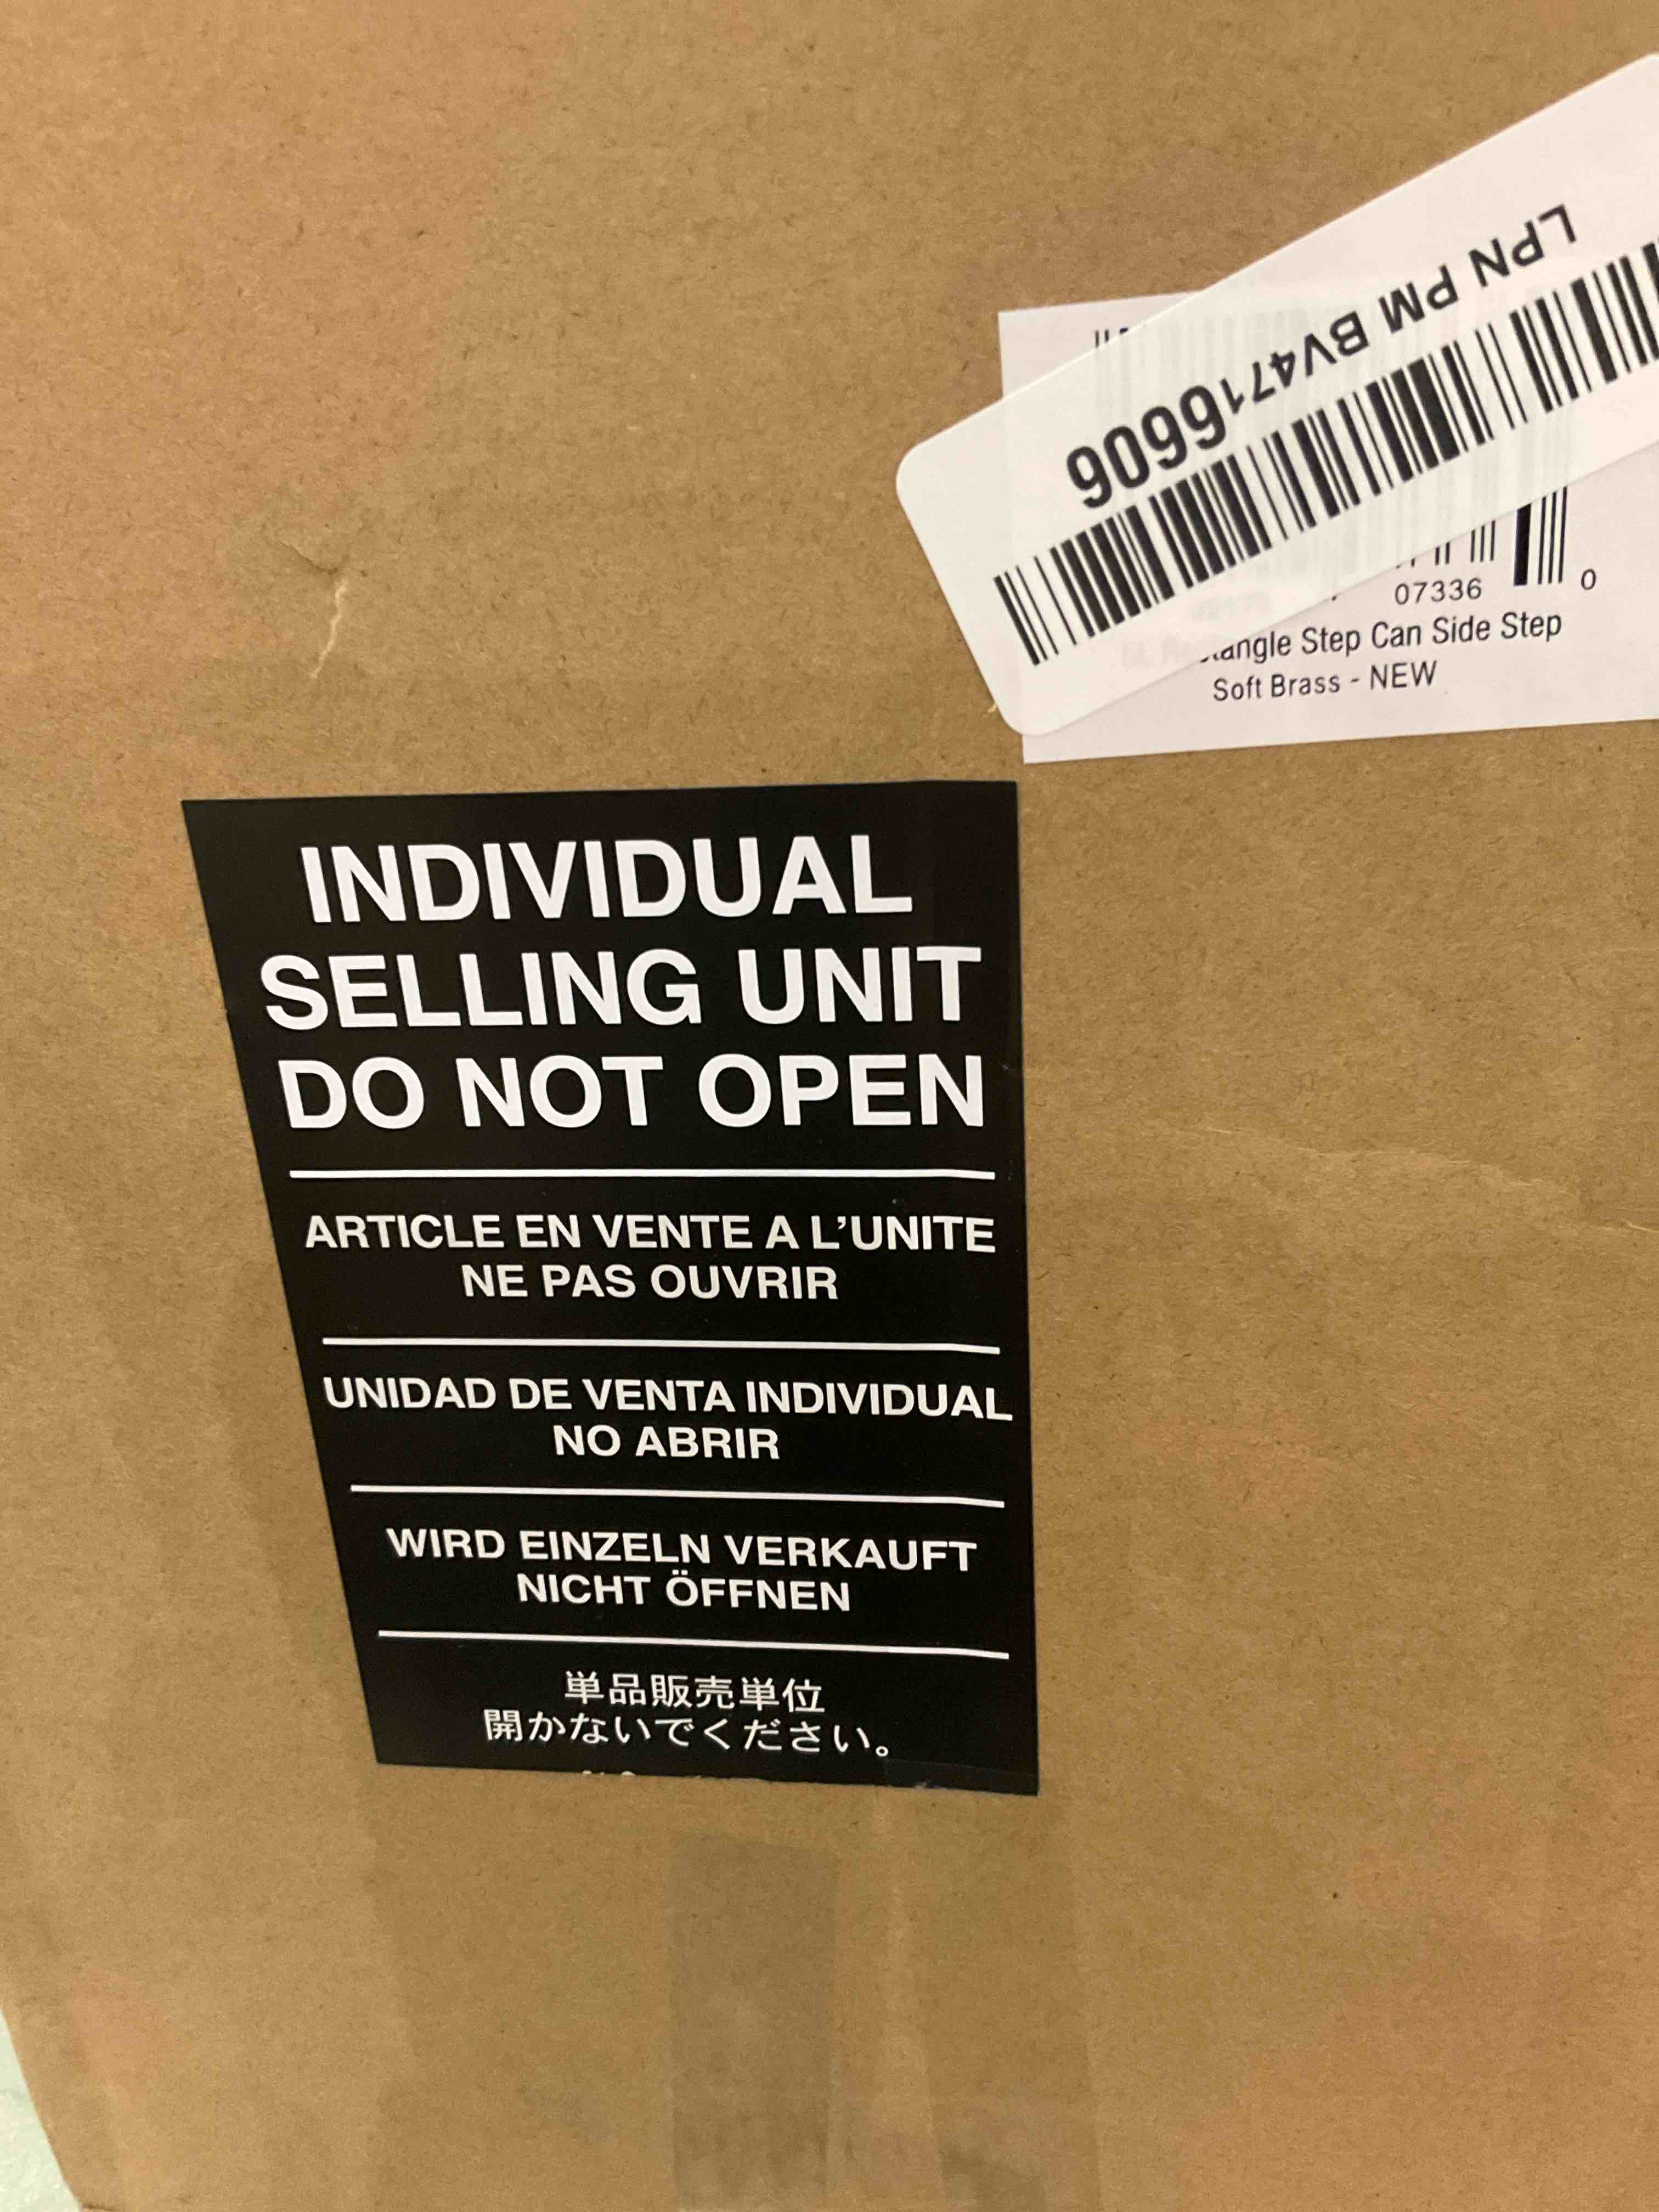 LPN PM BV47166906
07336 0
Step Can Side Step
Soft Brass - NEW
INDIVIDUAL
SELLING UNIT
DO NOT OPEN
ARTICLE EN VENTE A L'UNITE
NE PAS OUVRIR
UNIDAD DE VENTA INDIVIDUAL
NO ABRIR
WIRD EINZELN VERKAUFT
NICHT ÖFFNEN
単品販売単位
開かないでください。